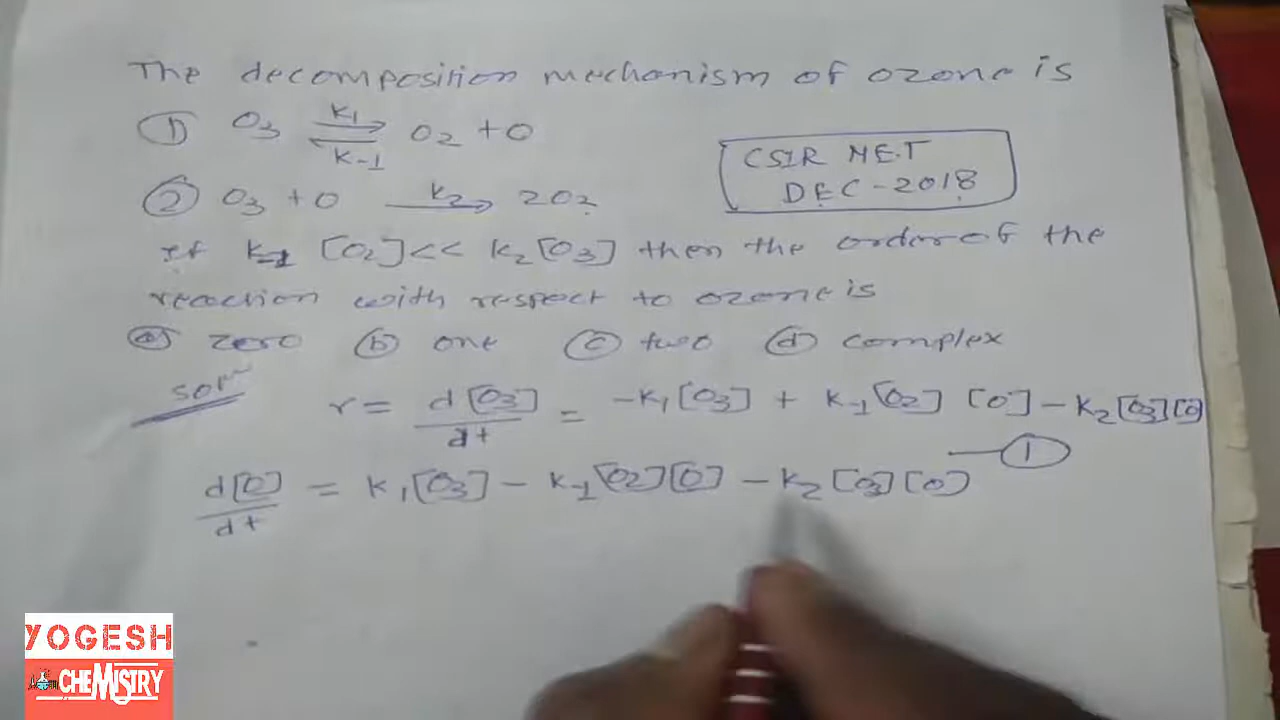 The decomposition mechanism of ozone is
① O3 ⇌ O2 + O
k1
k-1
CSIR NET
DEC-2018
② O3 + O → 2O2
k2
If k-1 [O2] << k2 [O3] then the order of the
reaction with respect to ozone is
ⓐ zero ⓑ one ⓒ two ⓓ complex
Solⁿ
r = d[O3]/dt = -k1[O3] + k-1[O2] [O] - k2[O3][O]
— ①
d[O]/dt = k1[O3] - k-1[O2][O] - k2[O3][O]
YOGESH
CHEMISTRY